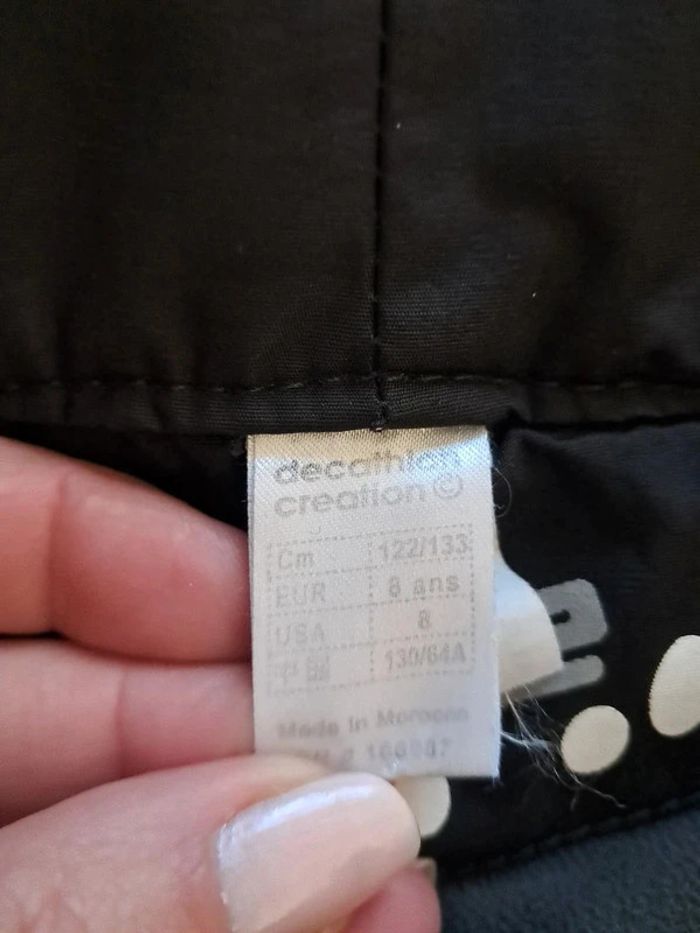 decathlon
creation ©
Cm 122/133
EUR 8 ans
USA 8
130/64A
Made in Morocco